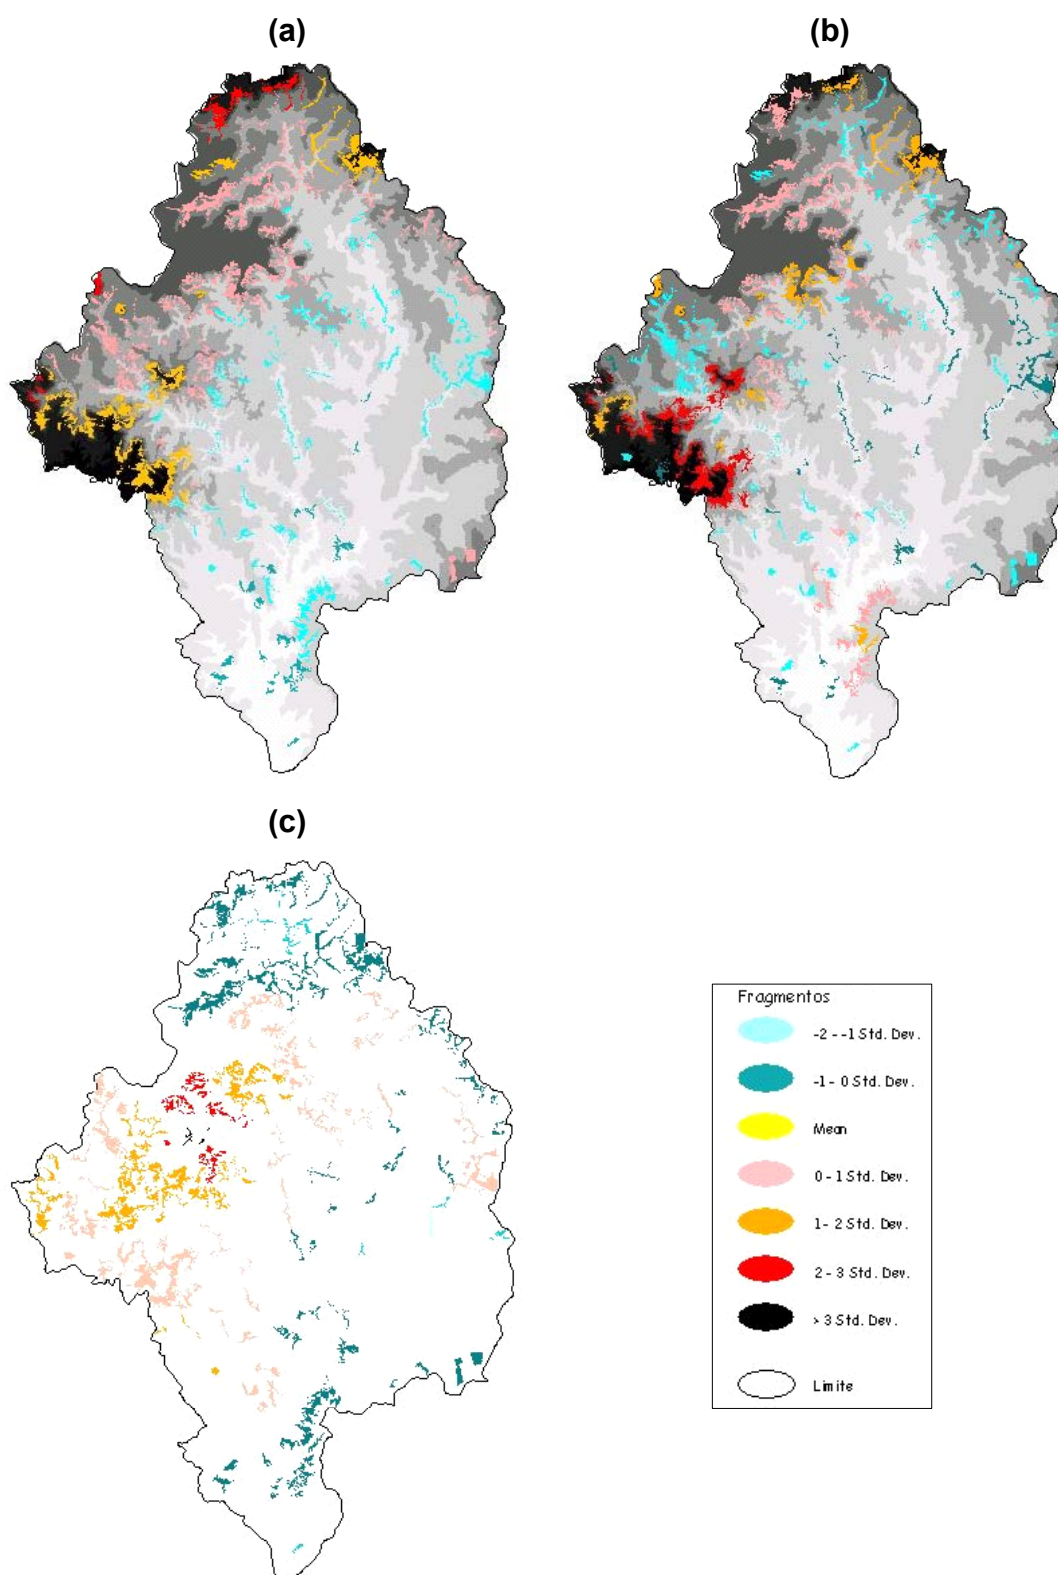 (a)
(b)
(c)
Fragmentos
-2 - -1 Std. Dev.
-1 - 0 Std. Dev.
Mean
0 - 1 Std. Dev.
1 - 2 Std. Dev.
2 - 3 Std. Dev.
> 3 Std. Dev.
Limite